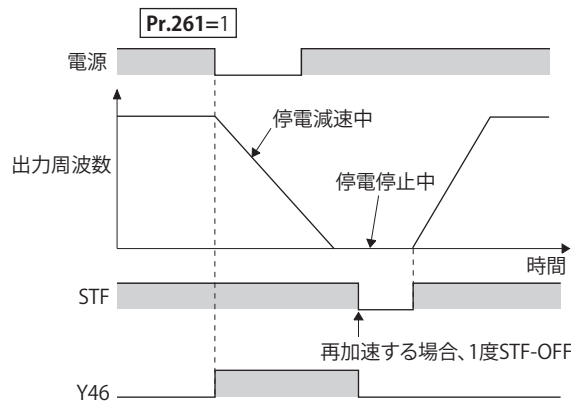 Pr.261=1
電源
停電減速中
出力周波数
停電停止中
時間
STF
再加速する場合、1度STF-OFF
Y46